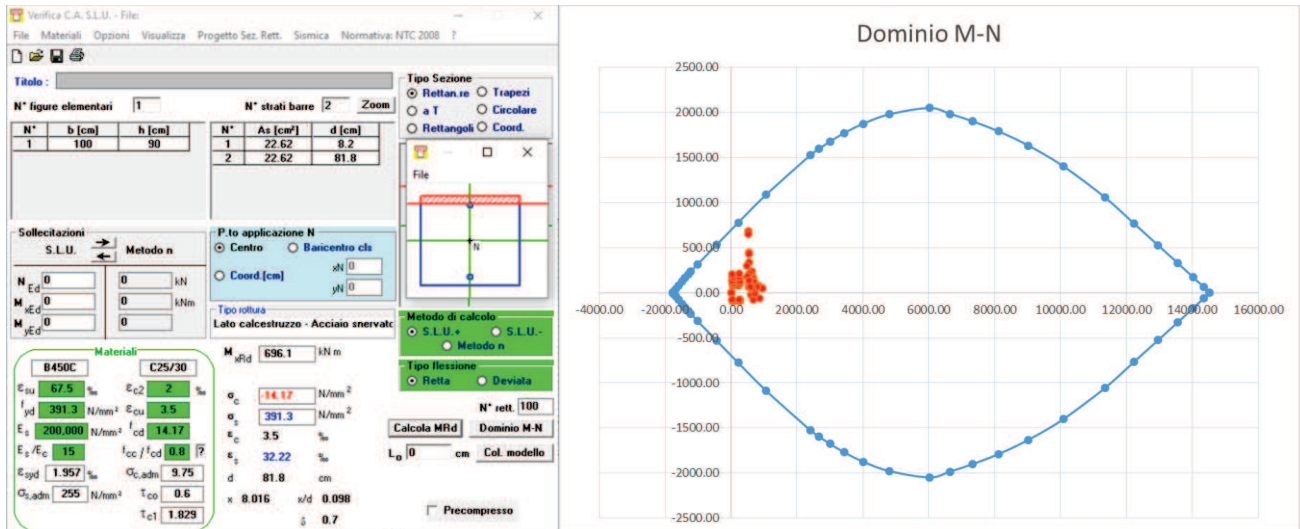 Verifica C.A. S.L.U. - File:
File Materiali Opzioni Visualizza Progetto Sez. Rett. Sismica Normativa: NTC 2008 ?
Titolo :
N° figure elementari 1 N° strati barre 2 Zoom
N° b [cm] h [cm]
1 100 90
N° As [cm²] d [cm]
1 22.62 8.2
2 22.62 81.8
Tipo Sezione
Rettan.re Trapezi
a T Circolare
Rettangoli Coord.
File
N
Sollecitazioni
S.L.U. Metodo n
N Ed 0 0 kN
M xEd 0 0 kNm
M yEd 0 0
P.to applicazione N
Centro Baricentro cls
Coord.[cm] xN 0
yN 0
Tipo rottura
Lato calcestruzzo - Acciaio snervato
Metodo di calcolo
S.L.U.+ S.L.U.-
Metodo n
Tipo flessione
Retta Deviata
N° rett. 100
Calcola MRd Dominio M-N
L₀ 0 cm Col. modello
Precompresso
Materiali
B450C C25/30
εsu 67.5 ‰ εc2 2 ‰
fyd 391.3 N/mm² εcu 3.5
Es 200,000 N/mm² fcd 14.17
Es/Ec 15 fcc/fcd 0.8 ?
εsyd 1.957 ‰ σc,adm 9.75
σs,adm 255 N/mm² τco 0.6
τc1 1.829
M xRd 696.1 kN m
σc -14.17 N/mm²
σs 391.3 N/mm²
εc 3.5 ‰
εs 32.22 ‰
d 81.8 cm
x 8.016 x/d 0.098
δ 0.7
Dominio M-N
2500.00
2000.00
1500.00
1000.00
500.00
0.00
-500.00
-1000.00
-1500.00
-2000.00
-2500.00
-4000.00 -2000.00 0.00 2000.00 4000.00 6000.00 8000.00 10000.00 12000.00 14000.00 16000.00